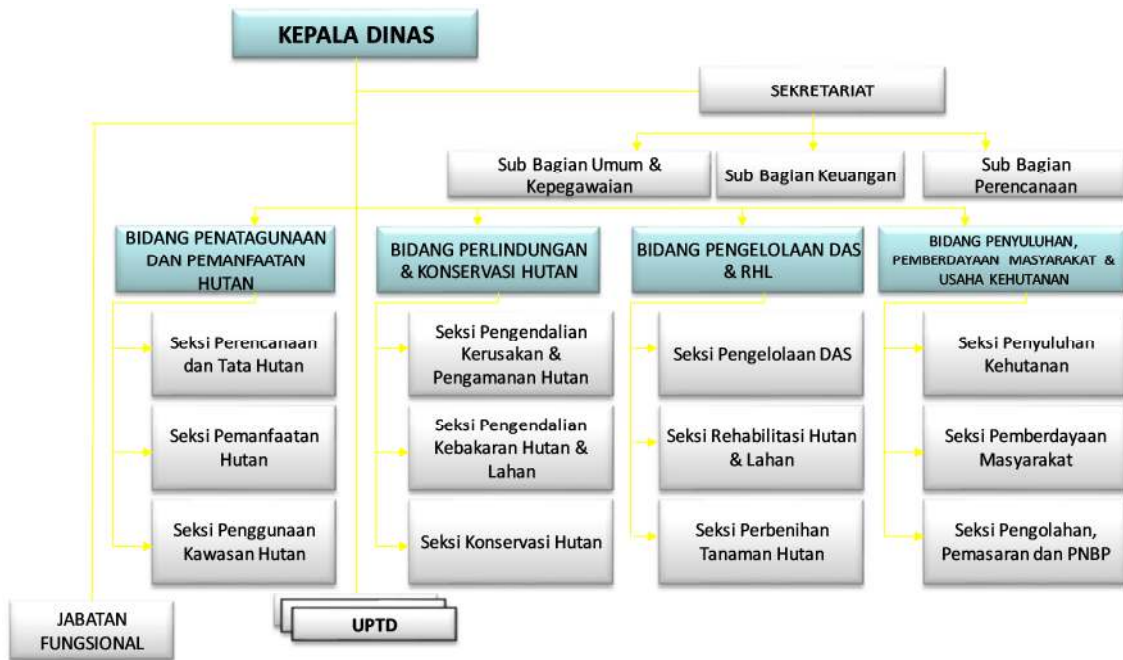 KEPALA DINAS
SEKRETARIAT
Sub Bagian Umum &
Kepegawaian
Sub Bagian Keuangan
Sub Bagian
Perencanaan
BIDANG PENATAGUNAAN
DAN PEMANFAATAN
HUTAN
BIDANG PERLINDUNGAN
& KONSERVASI HUTAN
BIDANG PENGELOLAAN DAS
& RHL
BIDANG PENYULUHAN,
PEMBERDAYAAN MASYARAKAT &
USAHA KEHUTANAN
Seksi Perencanaan
dan Tata Hutan
Seksi Pengendalian
Kerusakan &
Pengamanan Hutan
Seksi Pengelolaan DAS
Seksi Penyuluhan
Kehutanan
Seksi Pemanfaatan
Hutan
Seksi Pengendalian
Kebakaran Hutan &
Lahan
Seksi Rehabilitasi Hutan
& Lahan
Seksi Pemberdayaan
Masyarakat
Seksi Penggunaan
Kawasan Hutan
Seksi Konservasi Hutan
Seksi Perbenihan
Tanaman Hutan
Seksi Pengolahan,
Pemasaran dan PNBP
JABATAN
FUNGSIONAL
UPTD